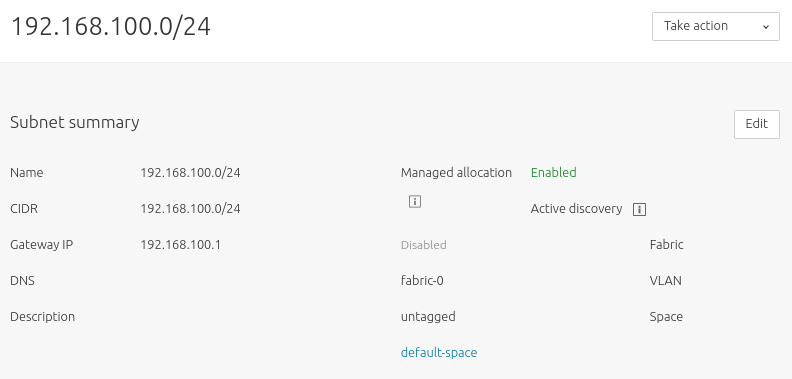 192.168.100.0/24
Take action
Subnet summary
Edit
Name 192.168.100.0/24 Managed allocation Enabled
CIDR 192.168.100.0/24 Active discovery
Gateway IP 192.168.100.1 Disabled Fabric
DNS fabric-0 VLAN
Description untagged Space
default-space